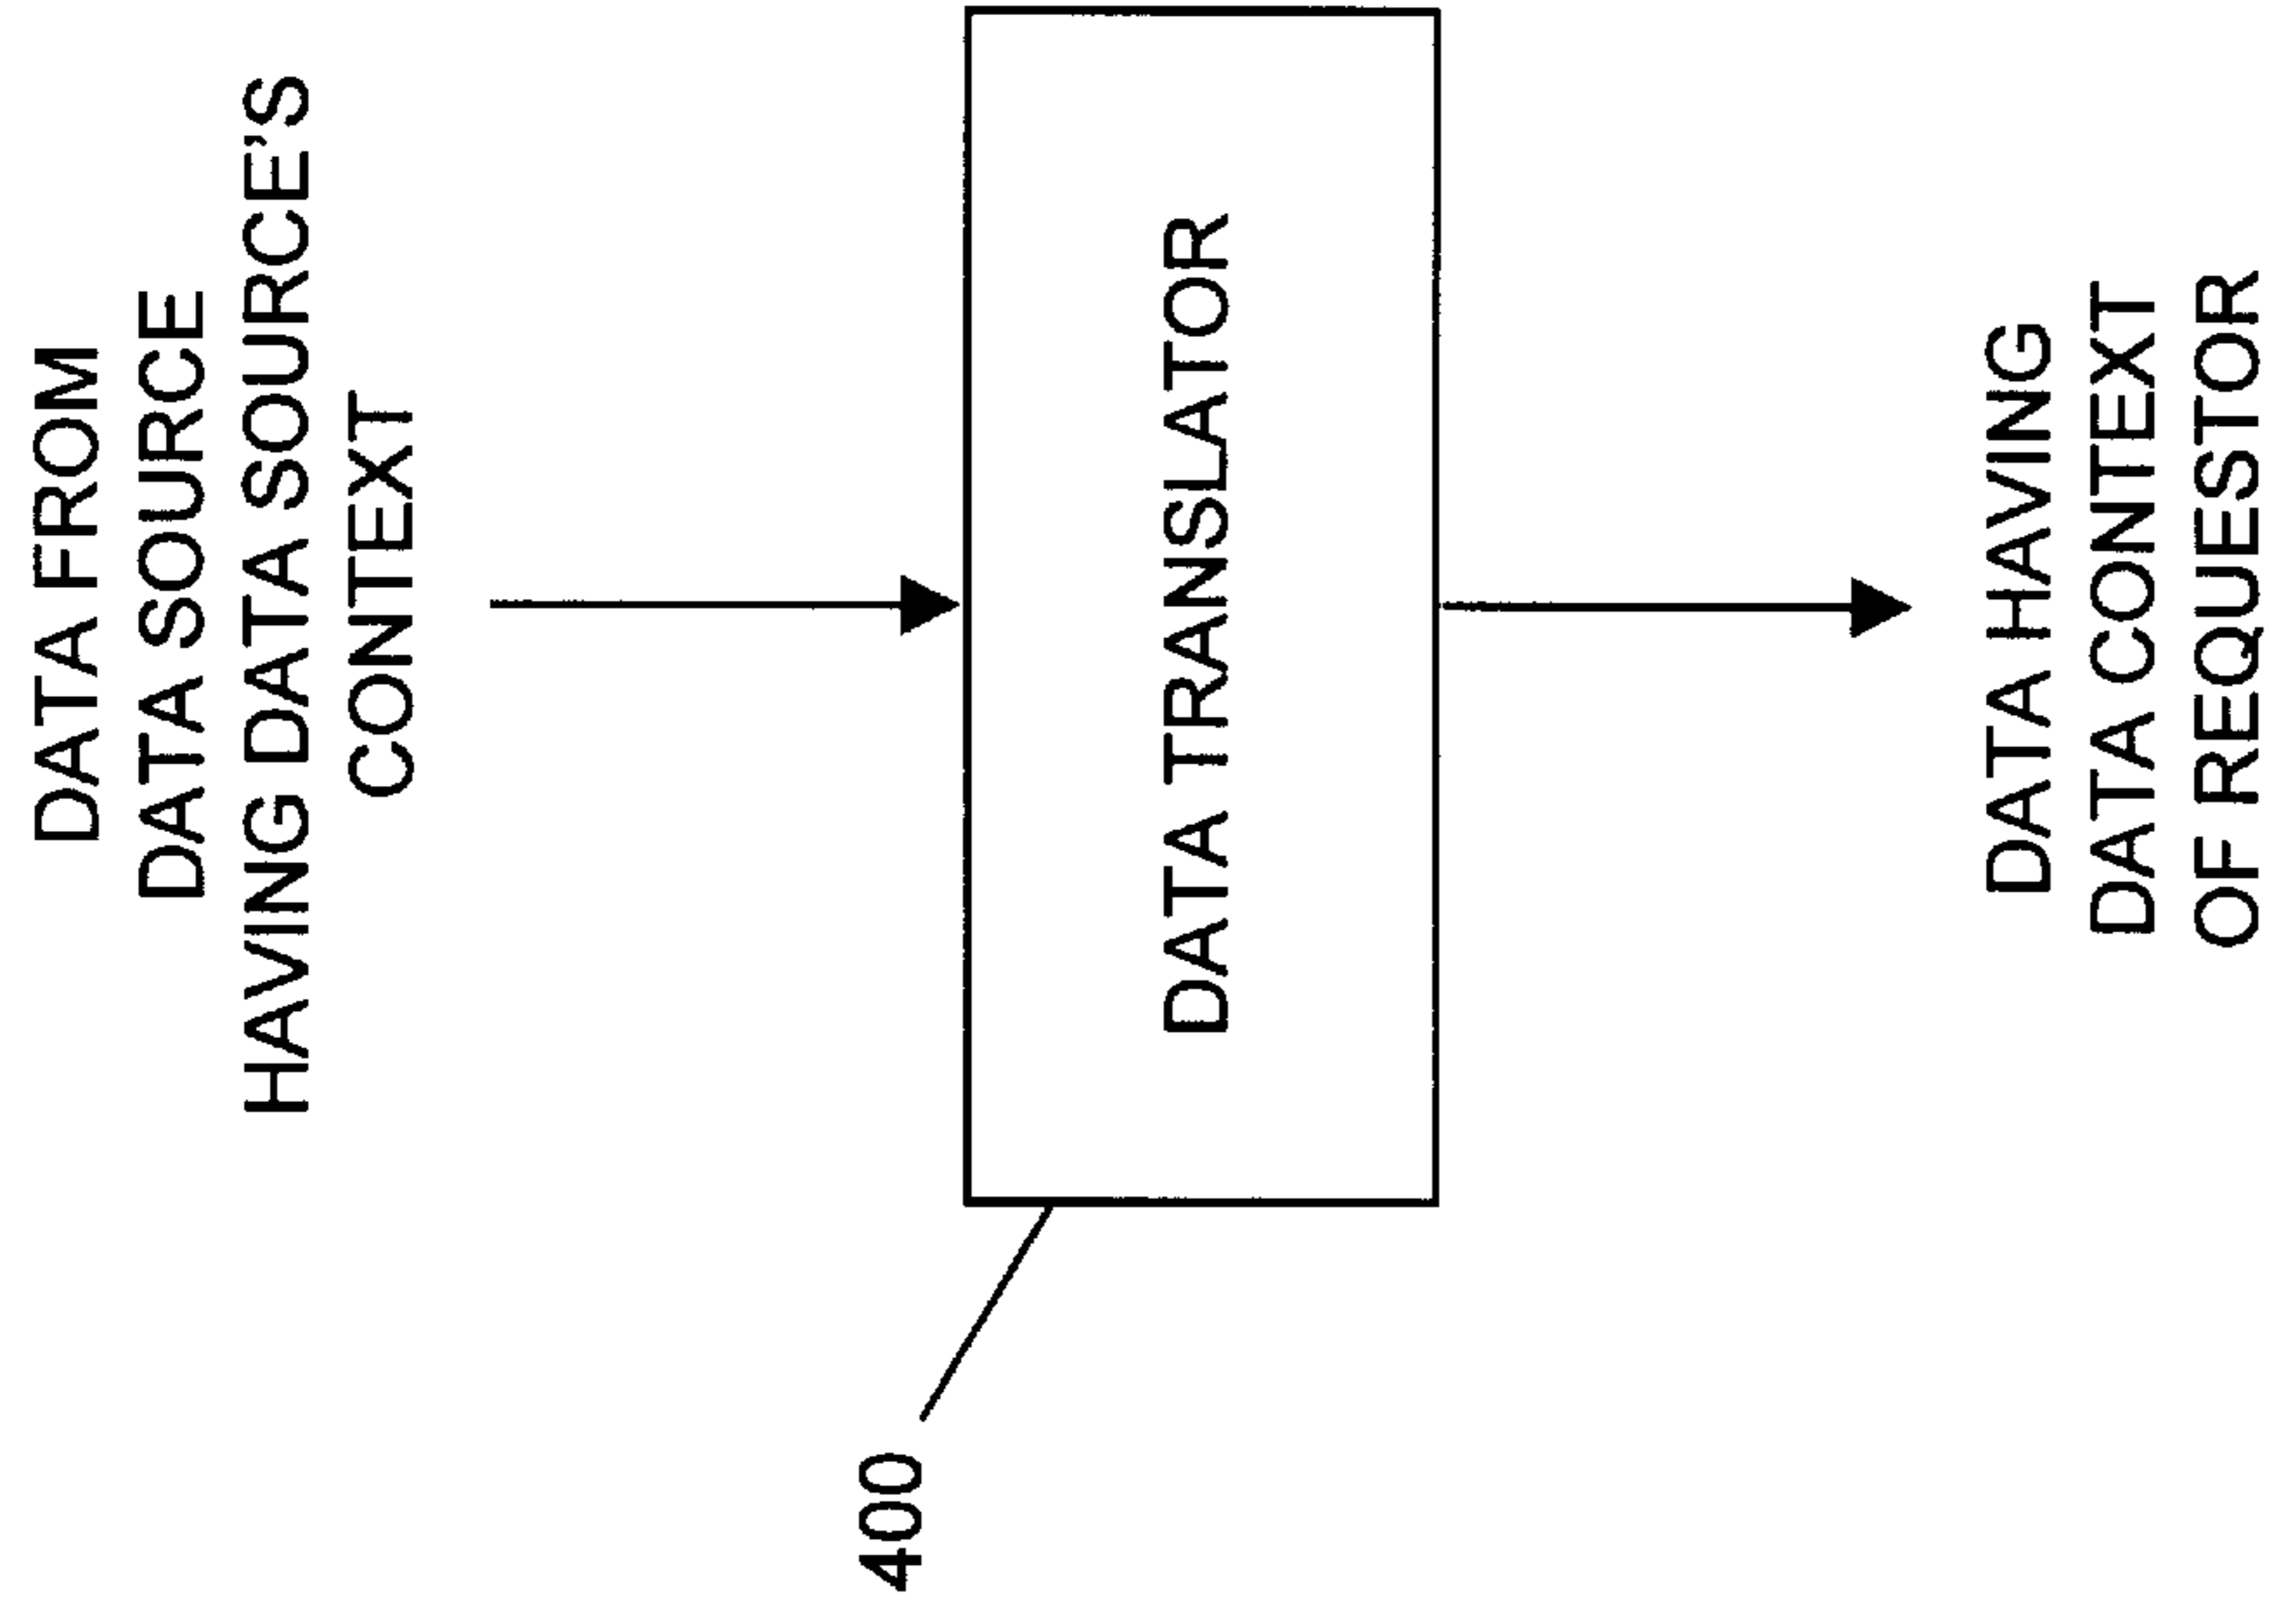 DATA FROM
DATA SOURCE
HAVING DATA SOURCE'S
CONTEXT
400
DATA TRANSLATOR
DATA HAVING
DATA CONTEXT
OF REQUESTOR